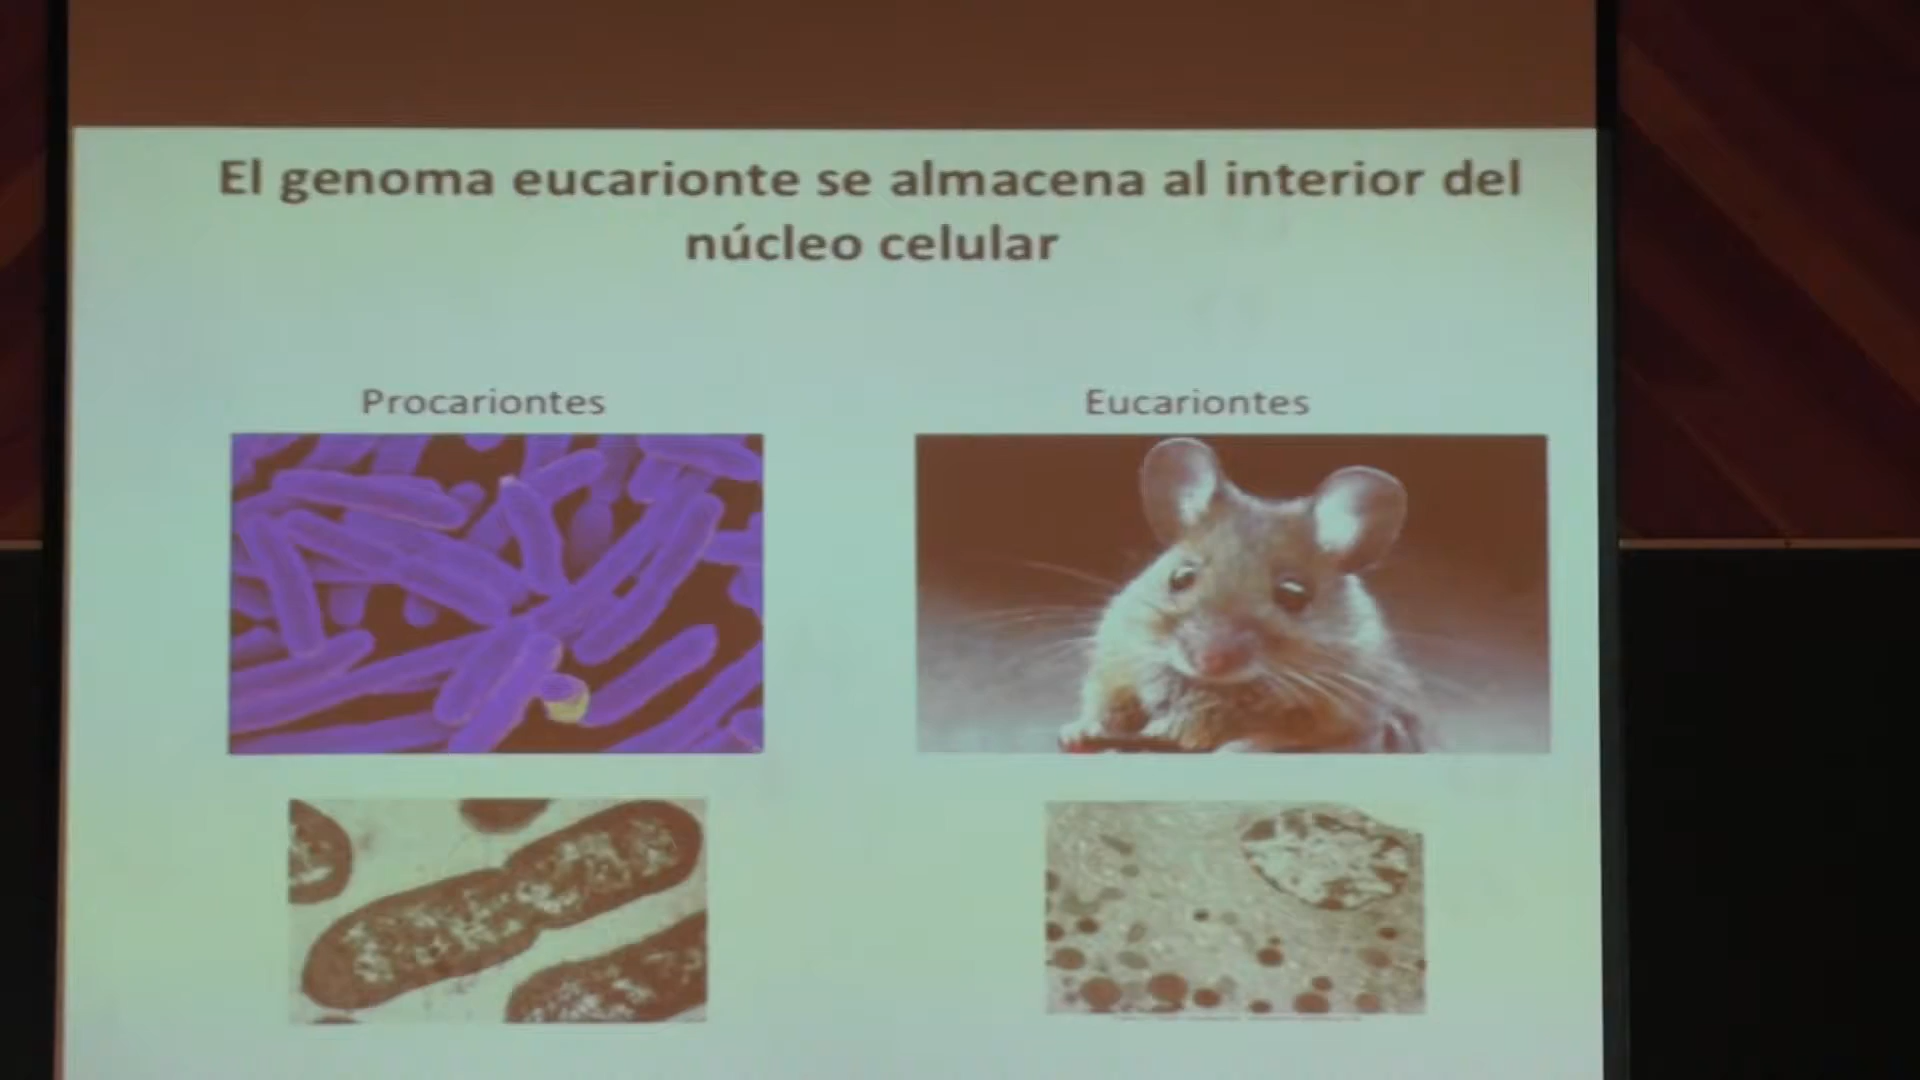 El genoma eucarionte se almacena al interior del
núcleo celular
Procariontes
Eucariontes